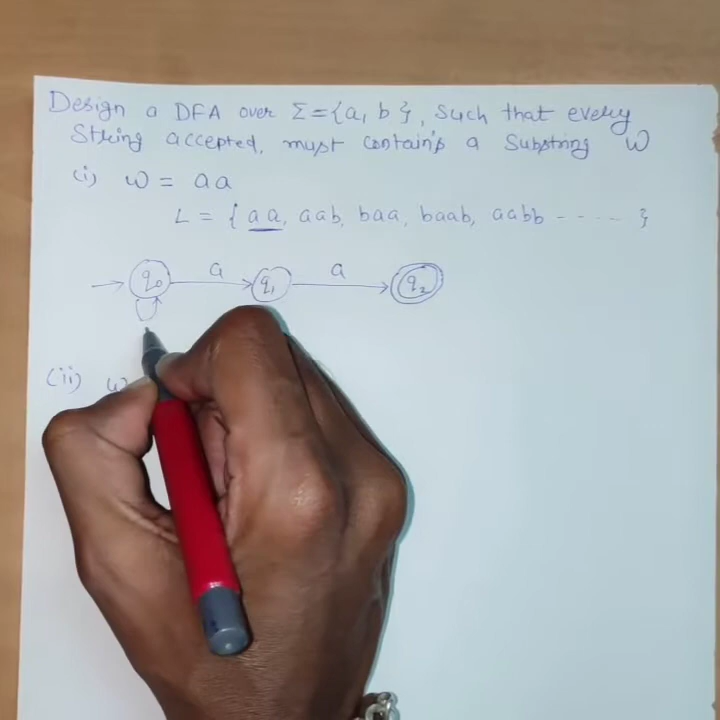 Design a DFA over Σ={a, b}, such that every
string accepted, must contain's a substring w
(i) w = aa
L = { aa, aab, baa, baab, aabb - - - - - }
a a
q0 q1 q2
(ii) w